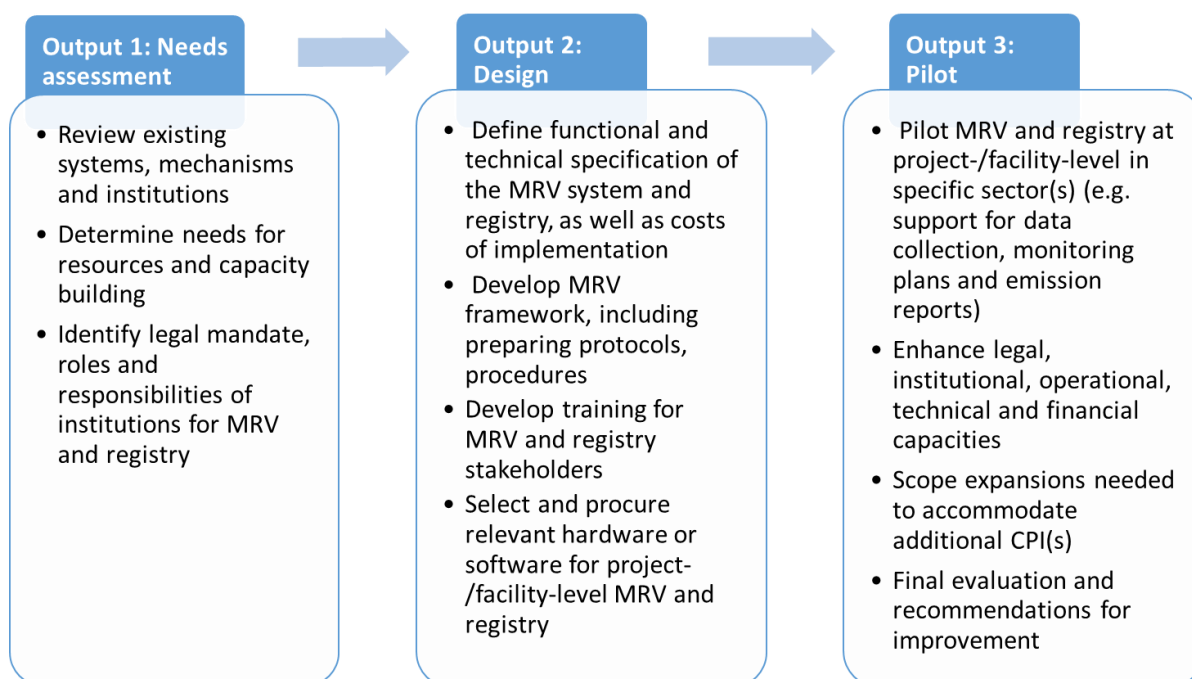 Output 1: Needs
assessment
• Review existing
systems, mechanisms
and institutions
• Determine needs for
resources and capacity
building
• Identify legal mandate,
roles and
responsibilities of
institutions for MRV
and registry
Output 2:
Design
• Define functional and
technical specification of
the MRV system and
registry, as well as costs
of implementation
• Develop MRV
framework, including
preparing protocols,
procedures
• Develop training for
MRV and registry
stakeholders
• Select and procure
relevant hardware or
software for project-
/facility-level MRV and
registry
Output 3:
Pilot
• Pilot MRV and registry at
project-/facility-level in
specific sector(s) (e.g.
support for data
collection, monitoring
plans and emission
reports)
• Enhance legal,
institutional, operational,
technical and financial
capacities
• Scope expansions needed
to accommodate
additional CPI(s)
• Final evaluation and
recommendations for
improvement